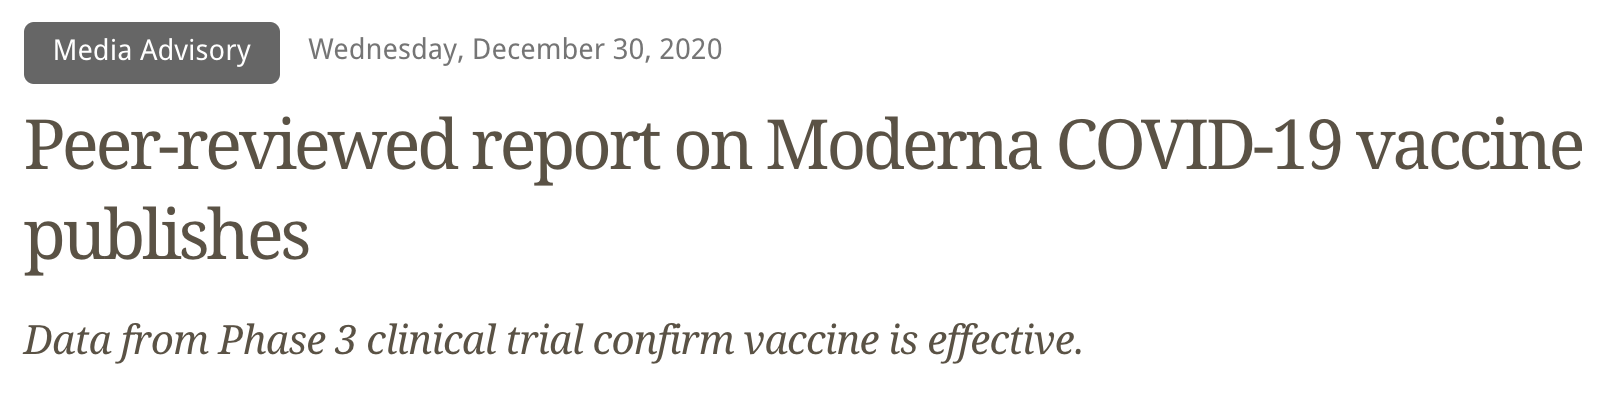 Media Advisory Wednesday, December 30, 2020
Peer-reviewed report on Moderna COVID-19 vaccine
publishes
Data from Phase 3 clinical trial confirm vaccine is effective.